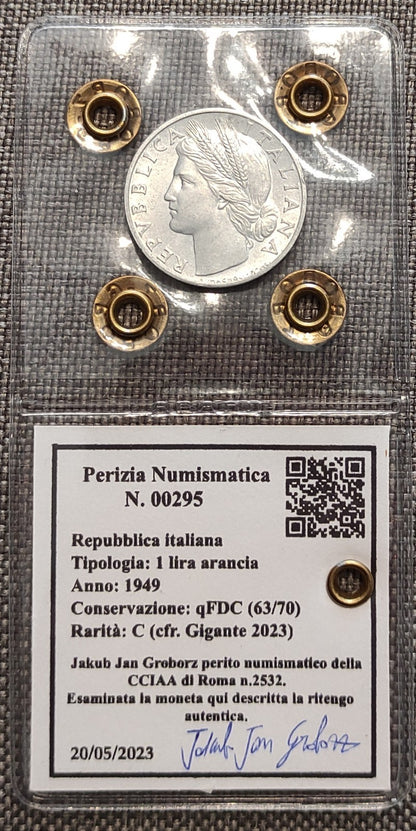 REPVBBLICA ITALIANA
Perizia Numismatica
N. 00295
Repubblica italiana
Tipologia: 1 lira arancia
Anno: 1949
Conservazione: qFDC (63/70)
Rarità: C (cfr. Gigante 2023)
Jakub Jan Groborz perito numismatico della
CCIAA di Roma n.2532.
Esaminata la moneta qui descritta la ritengo
autentica.
20/05/2023 Jakub Jan Groborz